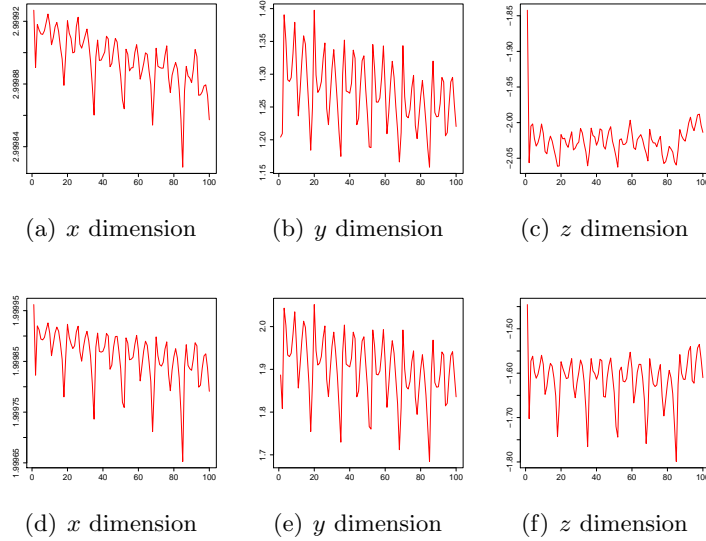 2.99984 2.99988 2.99992
0 20 40 60 80 100
(a) x dimension
1.15 1.20 1.25 1.30 1.35 1.40
0 20 40 60 80 100
(b) y dimension
−2.05 −2.00 −1.95 −1.90 −1.85
0 20 40 60 80 100
(c) z dimension
1.99965 1.99975 1.99985 1.99995
0 20 40 60 80 100
(d) x dimension
1.7 1.8 1.9 2.0
0 20 40 60 80 100
(e) y dimension
−1.80 −1.70 −1.60 −1.50
0 20 40 60 80 100
(f) z dimension